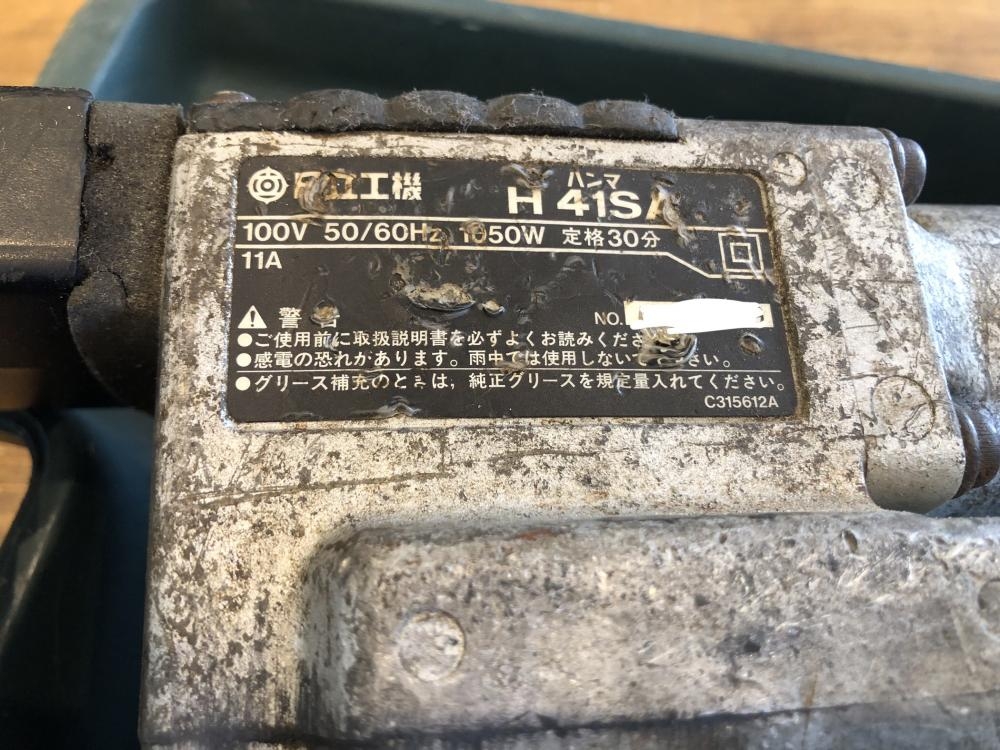 日立工機
ハンマ
H 41SA
100V 50/60Hz 1050W 定格30分
11A
警告
NO.
●ご使用前に取扱説明書を必ずよくお読みくださ
●感電の恐れがあります。雨中では使用しないでください。
●グリース補充のときは,純正グリースを規定量入れてください。
C315612A